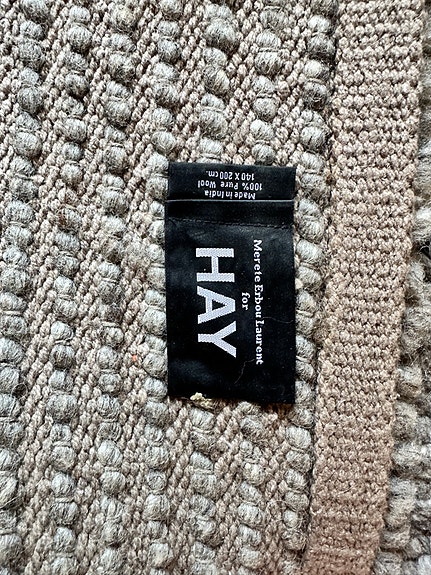 Merete Erbou Laurent
for
HAY
Made in India
100% Pure Wool
140 X 200 cm.